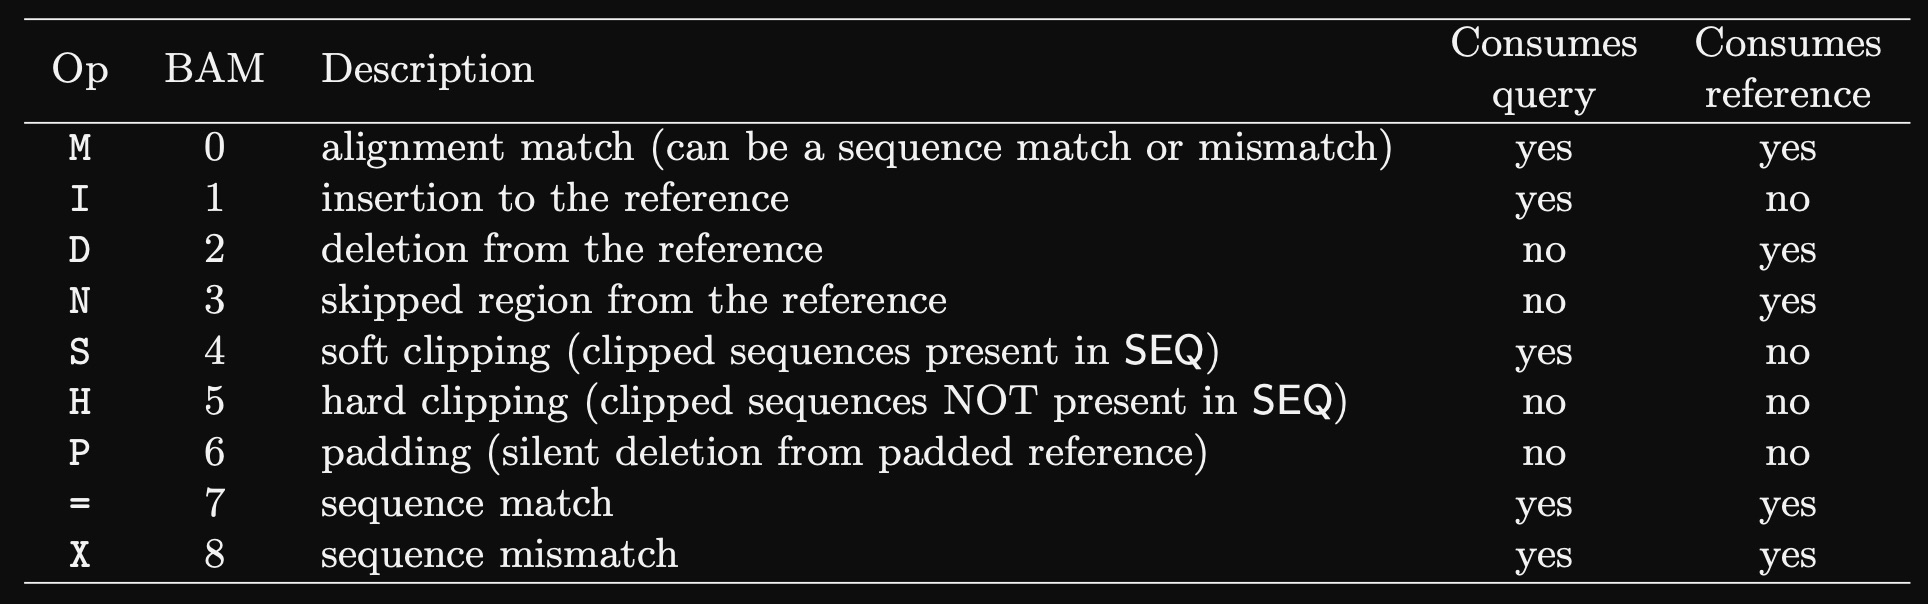 Op BAM Description Consumes query Consumes reference
M 0 alignment match (can be a sequence match or mismatch) yes yes
I 1 insertion to the reference yes no
D 2 deletion from the reference no yes
N 3 skipped region from the reference no yes
S 4 soft clipping (clipped sequences present in SEQ) yes no
H 5 hard clipping (clipped sequences NOT present in SEQ) no no
P 6 padding (silent deletion from padded reference) no no
= 7 sequence match yes yes
X 8 sequence mismatch yes yes